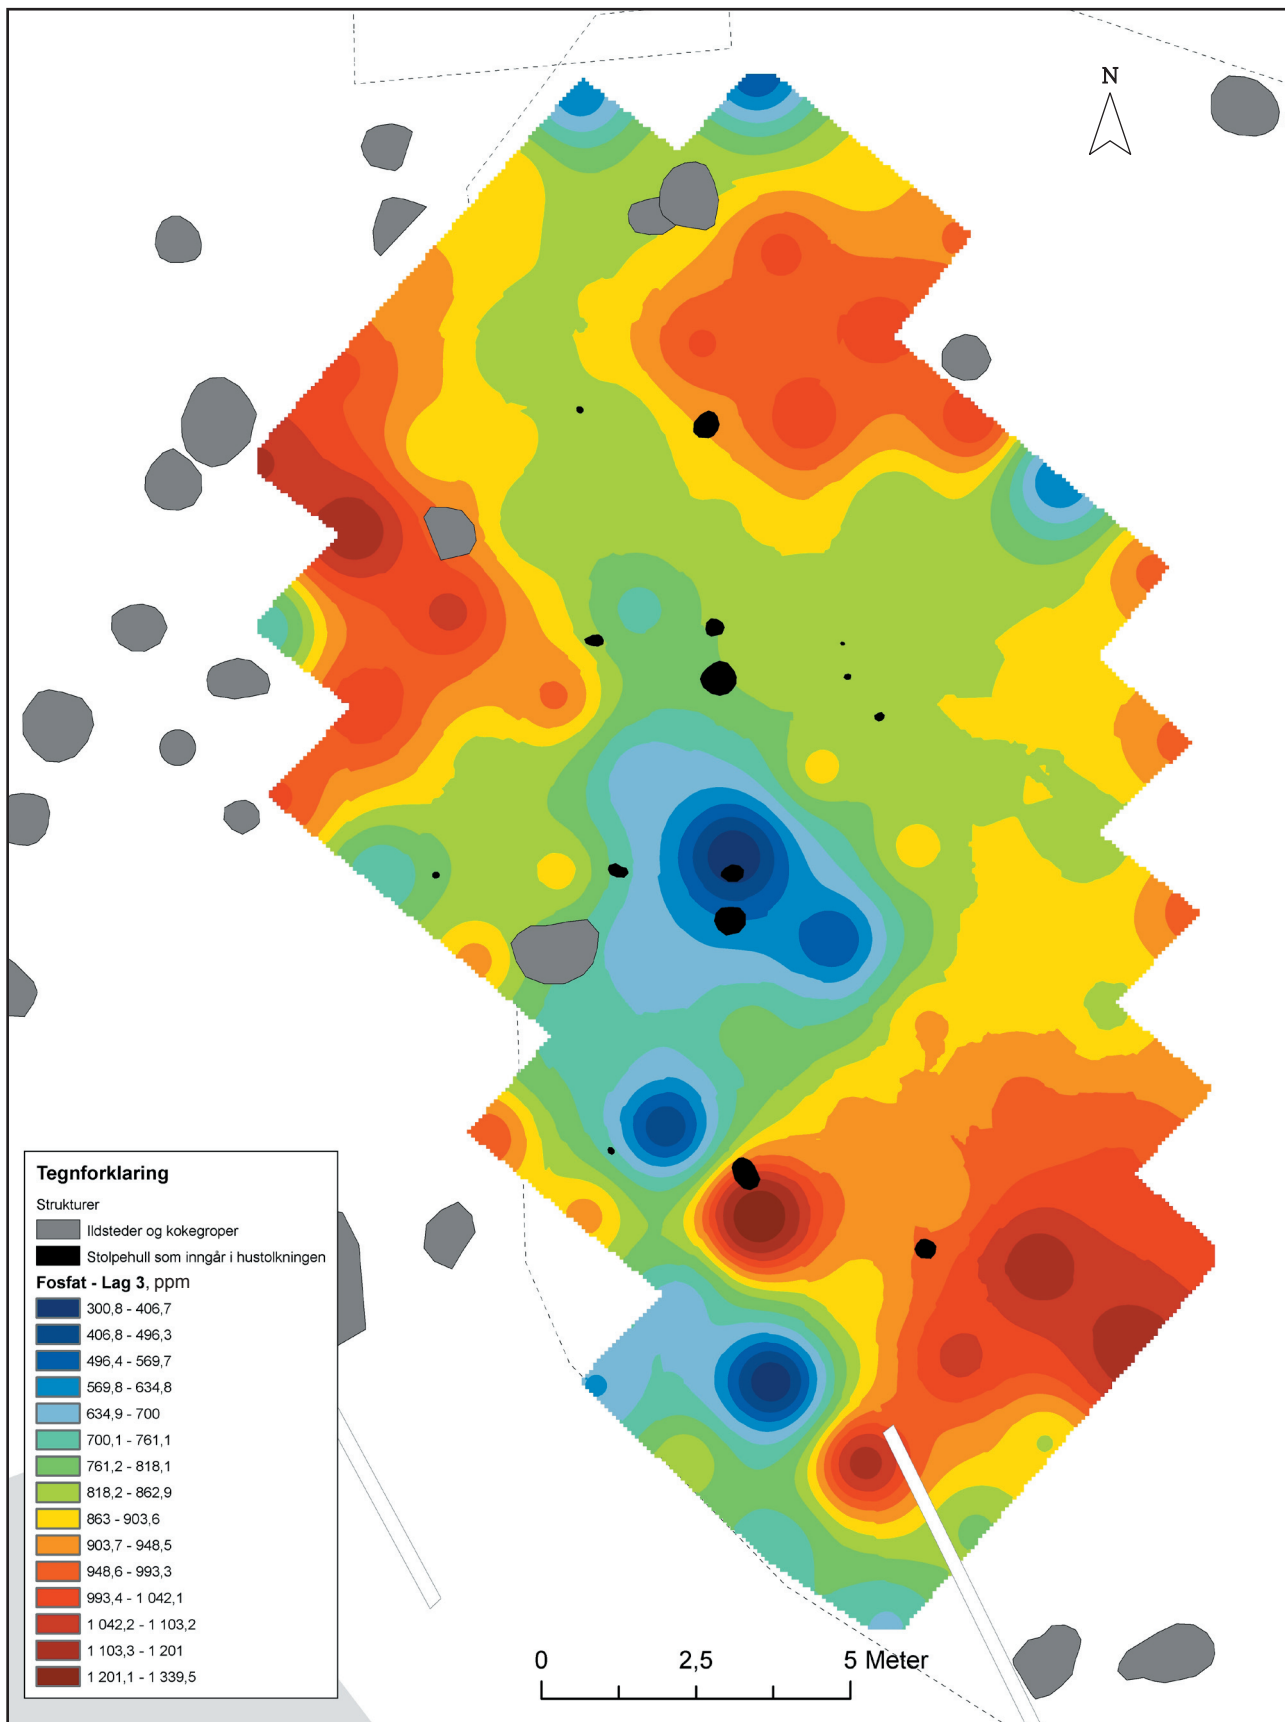 N
Tegnforklaring
Strukturer
Ildsteder og kokegroper
Stolpehull som inngår i hustolkningen
Fosfat - Lag 3, ppm
300,8 - 406,7
406,8 - 496,3
496,4 - 569,7
569,8 - 634,8
634,9 - 700
700,1 - 761,1
761,2 - 818,1
818,2 - 862,9
863 - 903,6
903,7 - 948,5
948,6 - 993,3
993,4 - 1 042,1
1 042,2 - 1 103,2
1 103,3 - 1 201
1 201,1 - 1 339,5
0 2,5 5 Meter